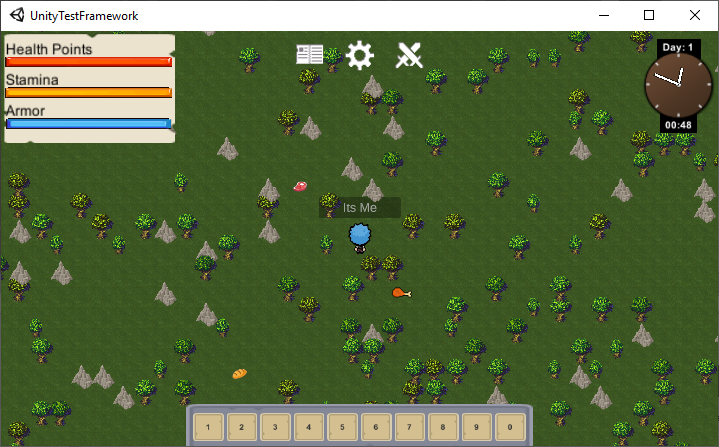 UnityTestFramework
Health Points
Stamina
Armor
Day: 1
00:48
Its Me
1 2 3 4 5 6 7 8 9 0